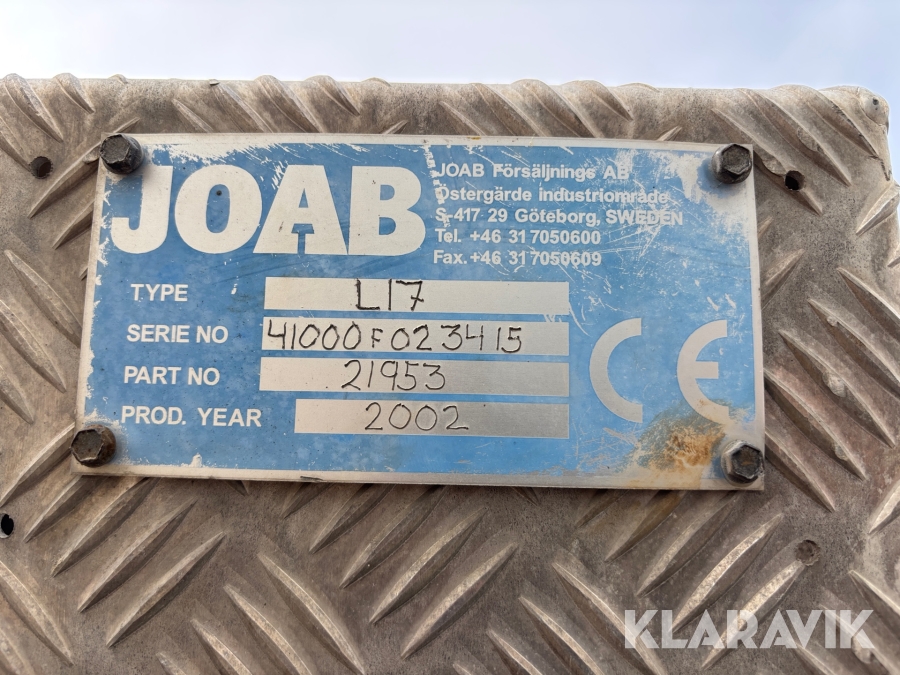 JOAB
JOAB Försäljnings AB
Östergärde industriområde
S-417 29 Göteborg, SWEDEN
Tel. +46 31 7050600
Fax. +46 31 7050609
TYPE L17
SERIE NO 41000F023415
PART NO 21953
PROD. YEAR 2002
CE
KLARAVIK